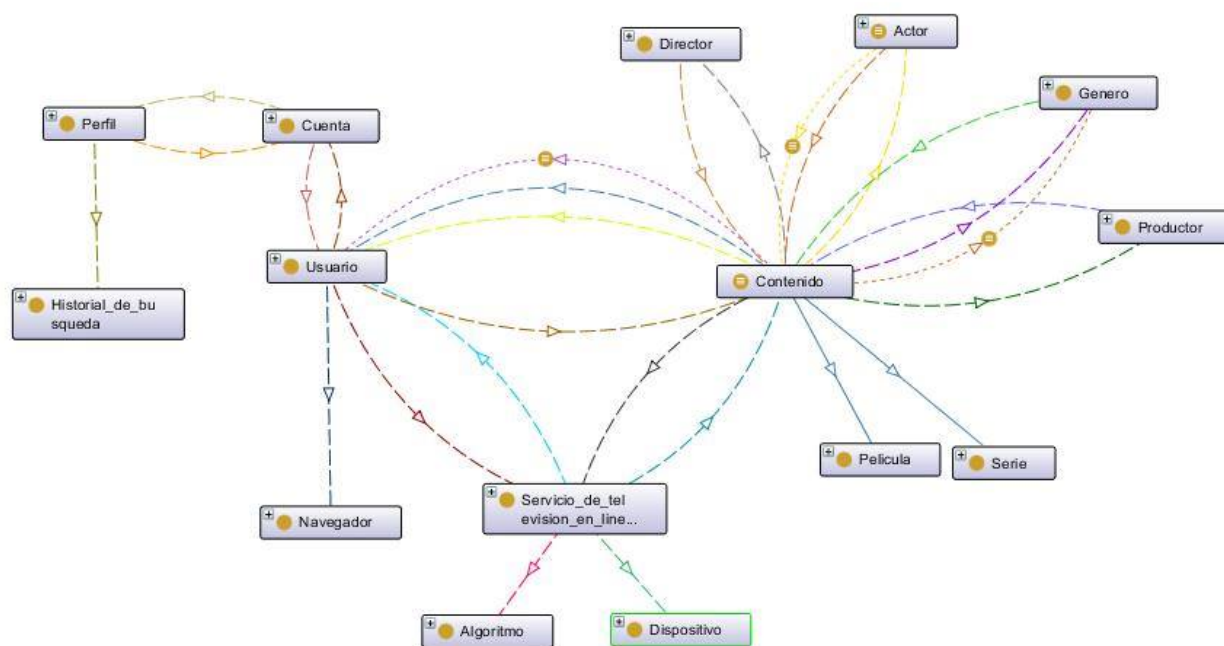 Director
Actor
Genero
Perfil
Cuenta
Productor
Usuario
Contenido
Historial_de_bu
squeda
Pelicula
Serie
Navegador
Servicio_de_tel
evision_en_line...
Algoritmo
Dispositivo